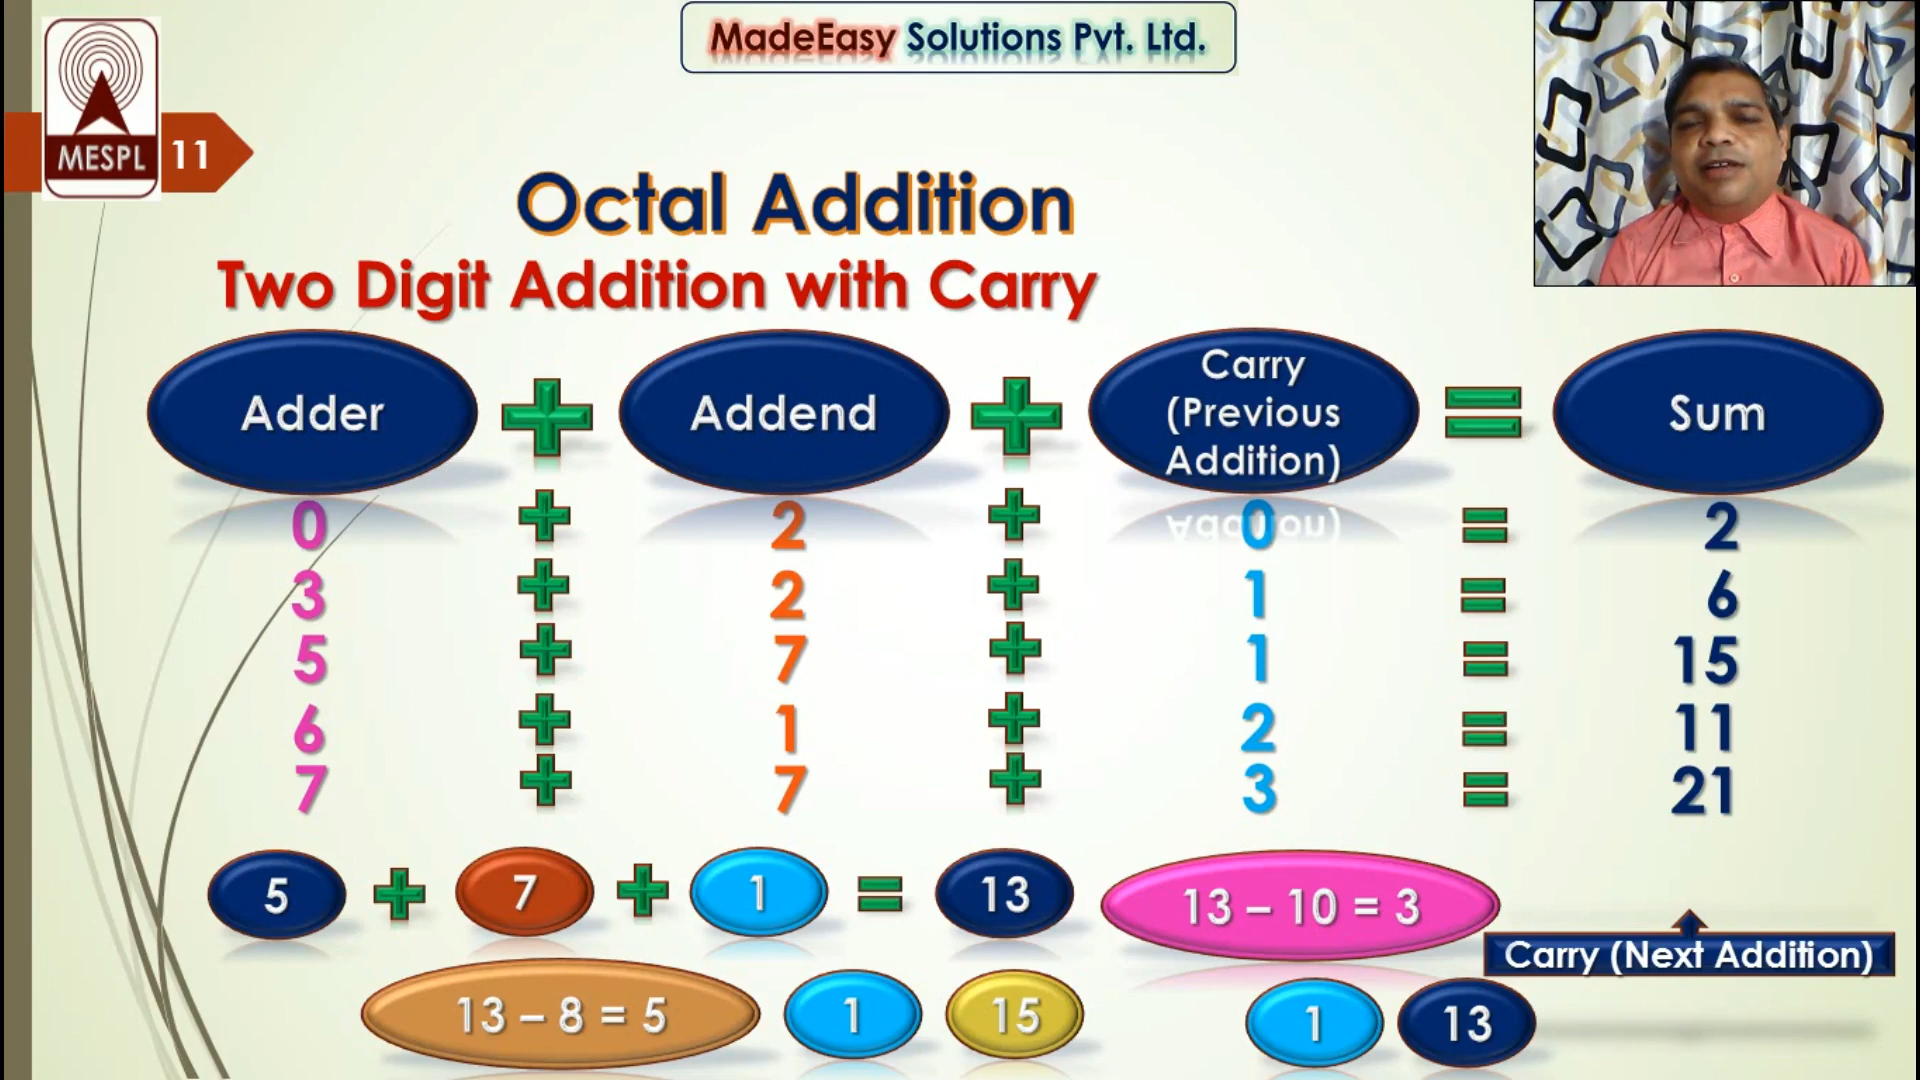 MadeEasy Solutions Pvt. Ltd.
MESPL
11
Octal Addition
Two Digit Addition with Carry
Adder + Addend + Carry (Previous Addition) = Sum
0 + 2 + 0 = 2
3 + 2 + 1 = 6
5 + 7 + 1 = 15
6 + 1 + 2 = 11
7 + 7 + 3 = 21
5 + 7 + 1 = 13
13 – 10 = 3
Carry (Next Addition)
13 – 8 = 5
1
15
1
13